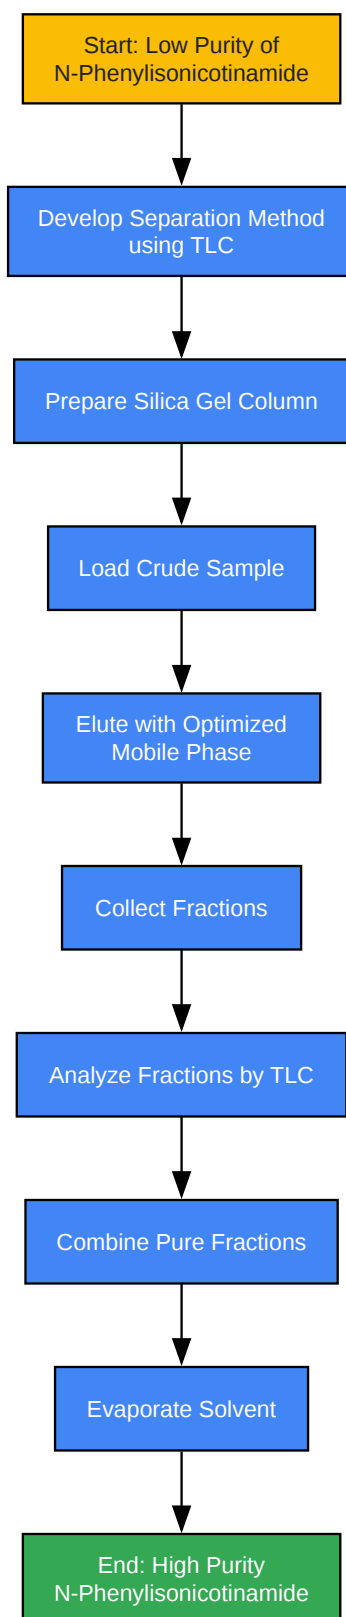 Start: Low Purity of
N-Phenylisonicotinamide
Develop Separation Method
using TLC
Prepare Silica Gel Column
Load Crude Sample
Elute with Optimized
Mobile Phase
Collect Fractions
Analyze Fractions by TLC
Combine Pure Fractions
Evaporate Solvent
End: High Purity
N-Phenylisonicotinamide